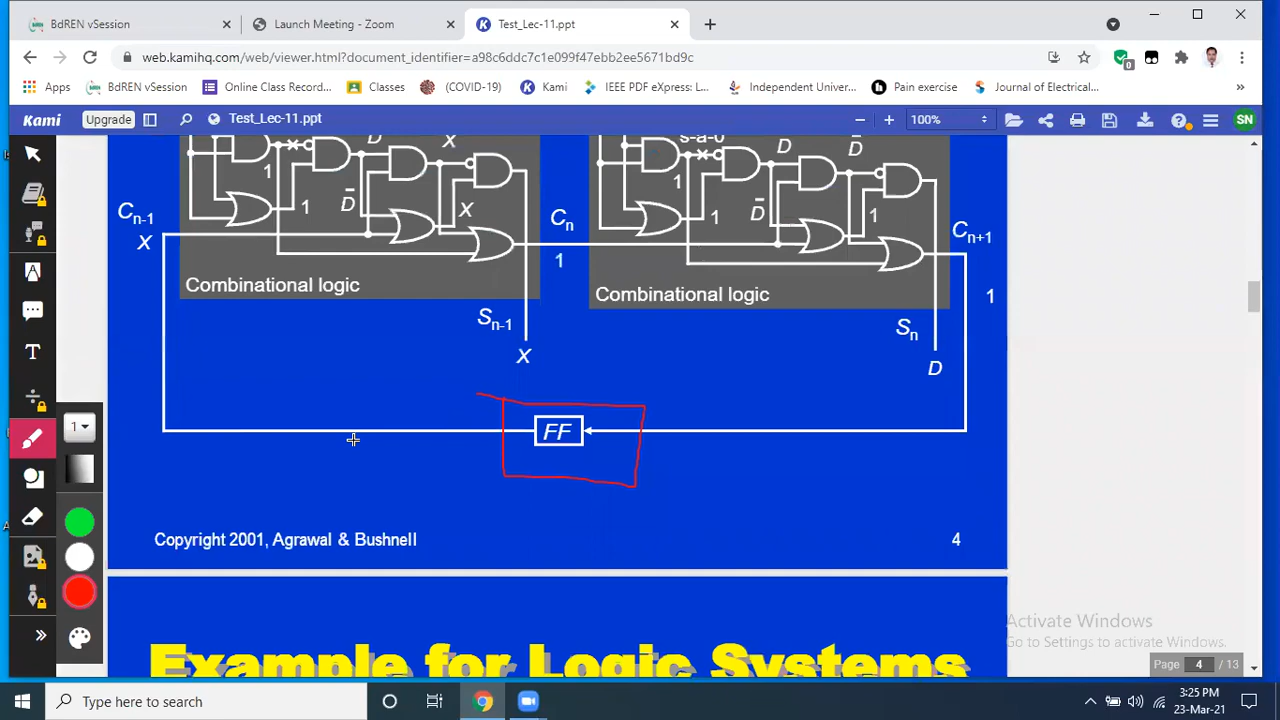 BdREN vSession
Launch Meeting - Zoom
Test_Lec-11.ppt
web.kamihq.com/web/viewer.html?document_identifier=a98c6dc7c1e099f47ebb2ee5671bd9c
Apps
BdREN vSession
Online Class Record...
Classes
(COVID-19)
Kami
IEEE PDF eXpress: L...
Independent Univer...
Pain exercise
Journal of Electrical...
0
Kami
Upgrade
Test_Lec-11.ppt
100%
SN
s-a-0
D
X
D
D̄
1
1
D̄
X
1
D̄
1
1
Cn-1
X
Cn
1
Cn+1
1
Combinational logic
Combinational logic
Sn-1
X
Sn
D
FF
1
Copyright 2001, Agrawal & Bushnell
4
Example for Logic Systems
Activate Windows
Go to Settings to activate Windows.
Page 4 / 13
Type here to search
3:25 PM
23-Mar-21